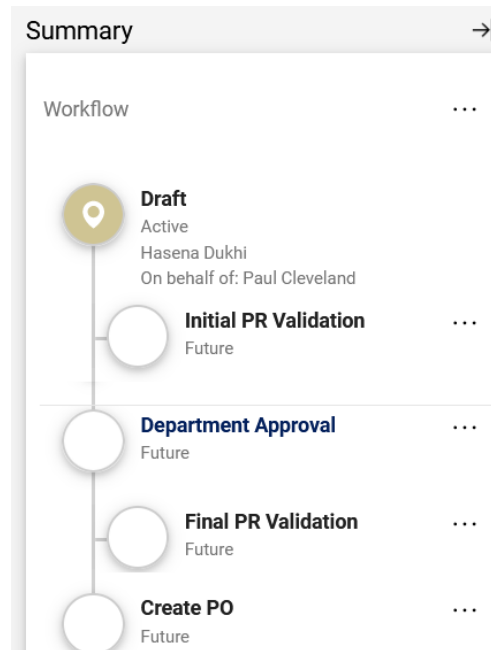 Summary
Workflow
Draft
Active
Hasena Dukhi
On behalf of: Paul Cleveland
Initial PR Validation
Future
Department Approval
Future
Final PR Validation
Future
Create PO
Future